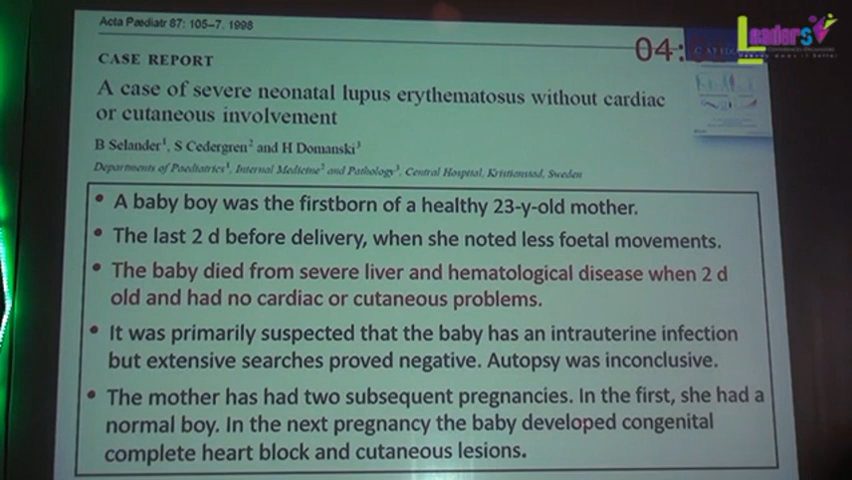 Acta Pædiatr 87: 105–7. 1998
04:
Leaders
CASE REPORT
A case of severe neonatal lupus erythematosus without cardiac
or cutaneous involvement
B Selander¹, S Cedergren² and H Domanski³
Departments of Paediatrics¹, Internal Medicine² and Pathology³, Central Hospital, Kristianstad, Sweden
• A baby boy was the firstborn of a healthy 23-y-old mother.
• The last 2 d before delivery, when she noted less foetal movements.
• The baby died from severe liver and hematological disease when 2 d
old and had no cardiac or cutaneous problems.
• It was primarily suspected that the baby has an intrauterine infection
but extensive searches proved negative. Autopsy was inconclusive.
• The mother has had two subsequent pregnancies. In the first, she had a
normal boy. In the next pregnancy the baby developed congenital
complete heart block and cutaneous lesions.